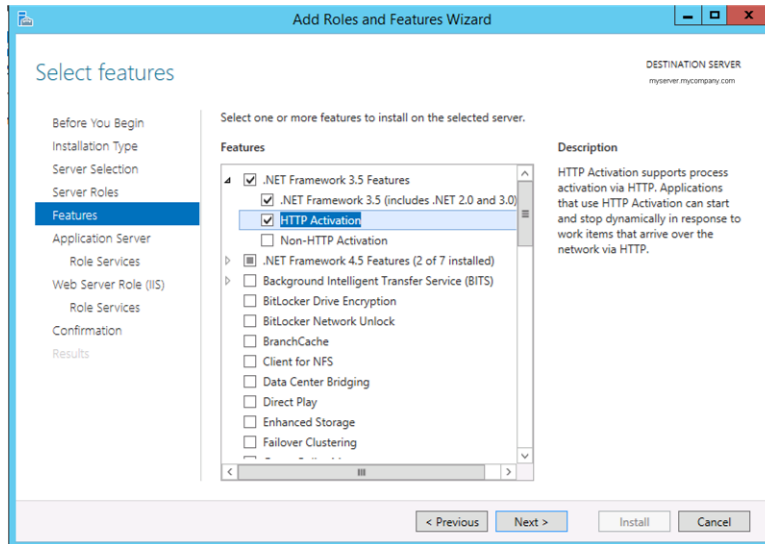 Add Roles and Features Wizard
Select features
DESTINATION SERVER
myserver.mycompany.com
Before You Begin
Installation Type
Server Selection
Server Roles
Features
Application Server
Role Services
Web Server Role (IIS)
Role Services
Confirmation
Results
Select one or more features to install on the selected server.
Features
.NET Framework 3.5 Features
.NET Framework 3.5 (includes .NET 2.0 and 3.0)
HTTP Activation
Non-HTTP Activation
.NET Framework 4.5 Features (2 of 7 installed)
Background Intelligent Transfer Service (BITS)
BitLocker Drive Encryption
BitLocker Network Unlock
BranchCache
Client for NFS
Data Center Bridging
Direct Play
Enhanced Storage
Failover Clustering
Description
HTTP Activation supports process
activation via HTTP. Applications
that use HTTP Activation can start
and stop dynamically in response to
work items that arrive over the
network via HTTP.
< Previous
Next >
Install
Cancel